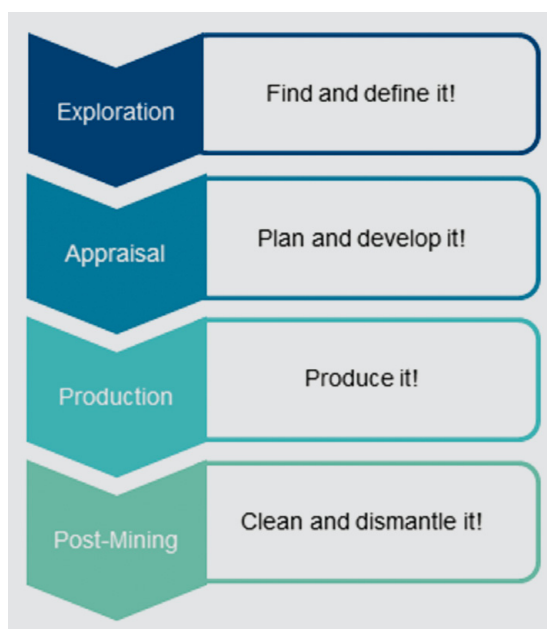 Exploration
Find and define it!
Appraisal
Plan and develop it!
Production
Produce it!
Post-Mining
Clean and dismantle it!